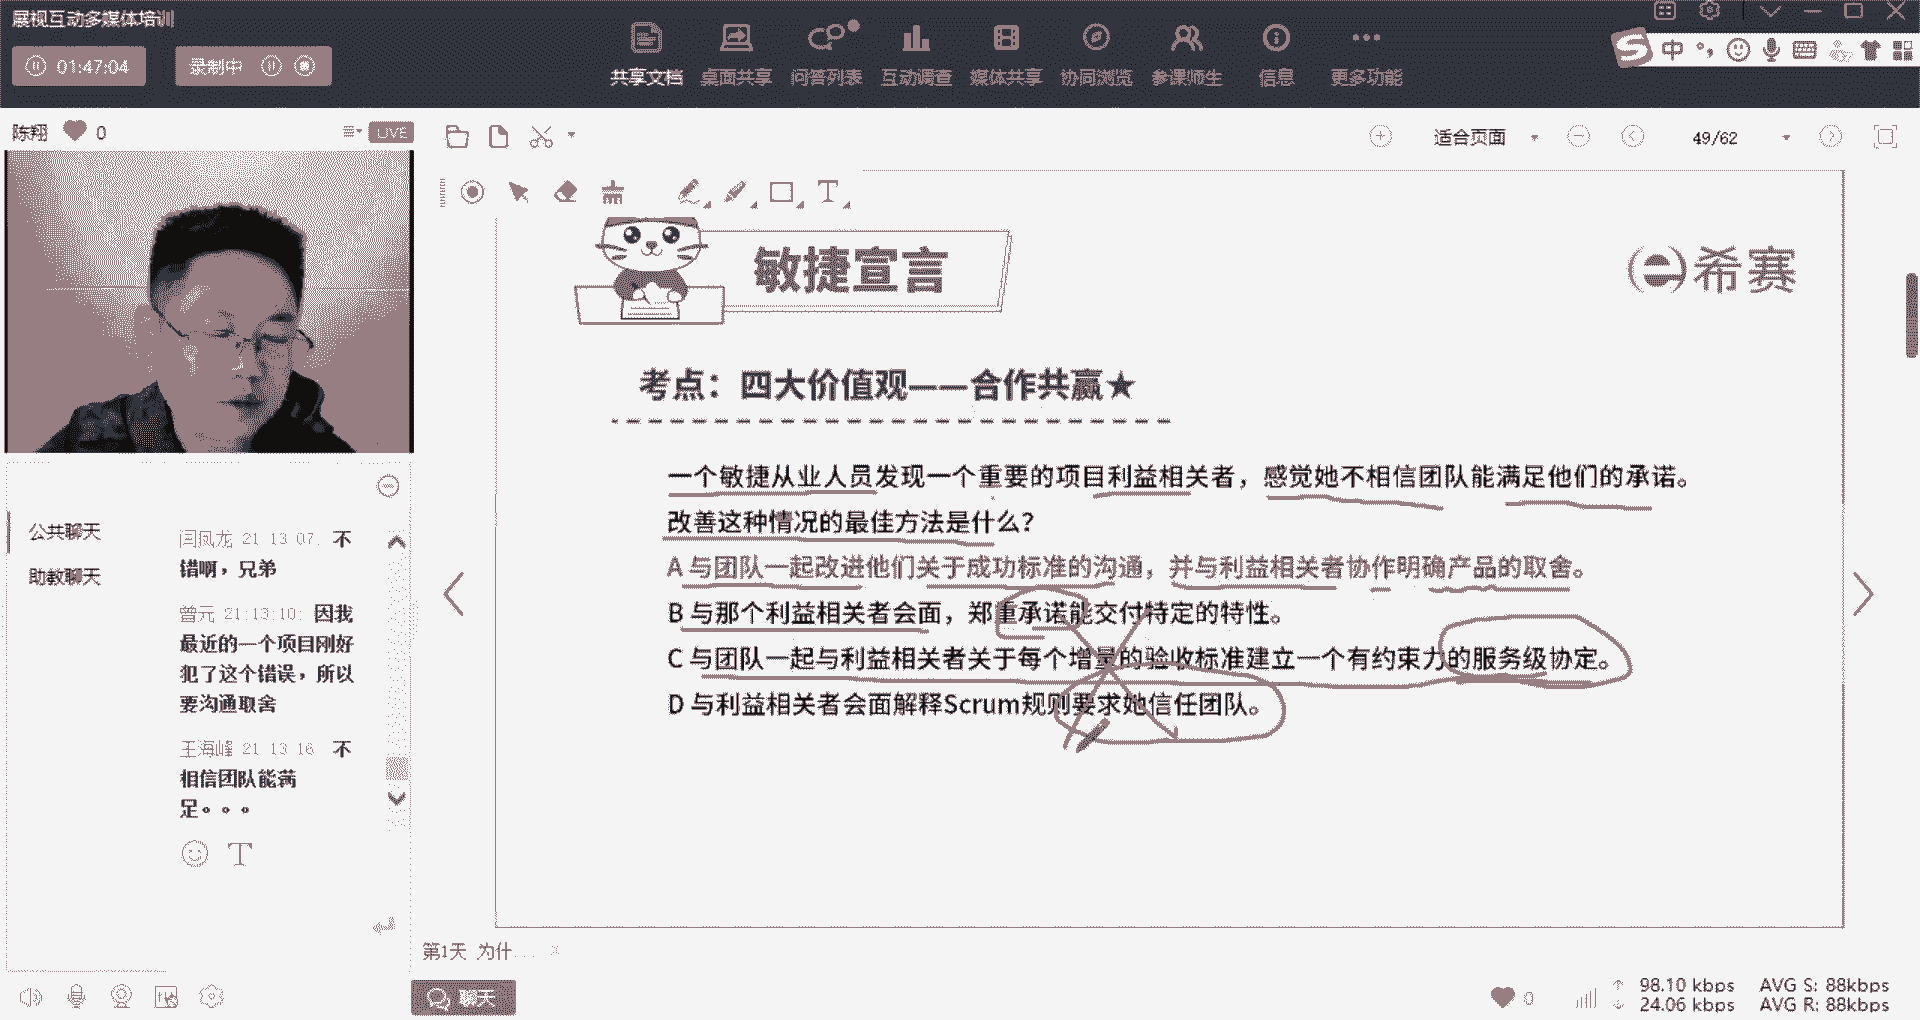 展视互动多媒体培训
01:47:04
录制中
共享文档 桌面共享 问答列表 互动调查 媒体共享 协同浏览 参课师生 信息 更多功能
中
陈翔 0
LIVE
适合页面
49/62
敏捷宣言
希赛
考点：四大价值观——合作共赢★
一个敏捷从业人员发现一个重要的项目利益相关者，感觉她不相信团队能满足他们的承诺。
改善这种情况的最佳方法是什么？
A 与团队一起改进他们关于成功标准的沟通，并与利益相关者协作明确产品的取舍。
B 与那个利益相关者会面，郑重承诺能交付特定的特性。
C 与团队一起与利益相关者关于每个增量的验收标准建立一个有约束力的服务级协定。
D 与利益相关者会面解释Scrum规则要求她信任团队。
公共聊天
助教聊天
闫凤龙 21:13:07: 不
错啊，兄弟
曾元 21:13:10: 因我
最近的一个项目刚好
犯了这个错误，所以
要沟通取舍
王海峰 21:13:16: 不
相信团队能满
足。。。
第1天 为什...
聊天
0
98.10 kbps AVG S: 88kbps
24.06 kbps AVG R: 88kbps